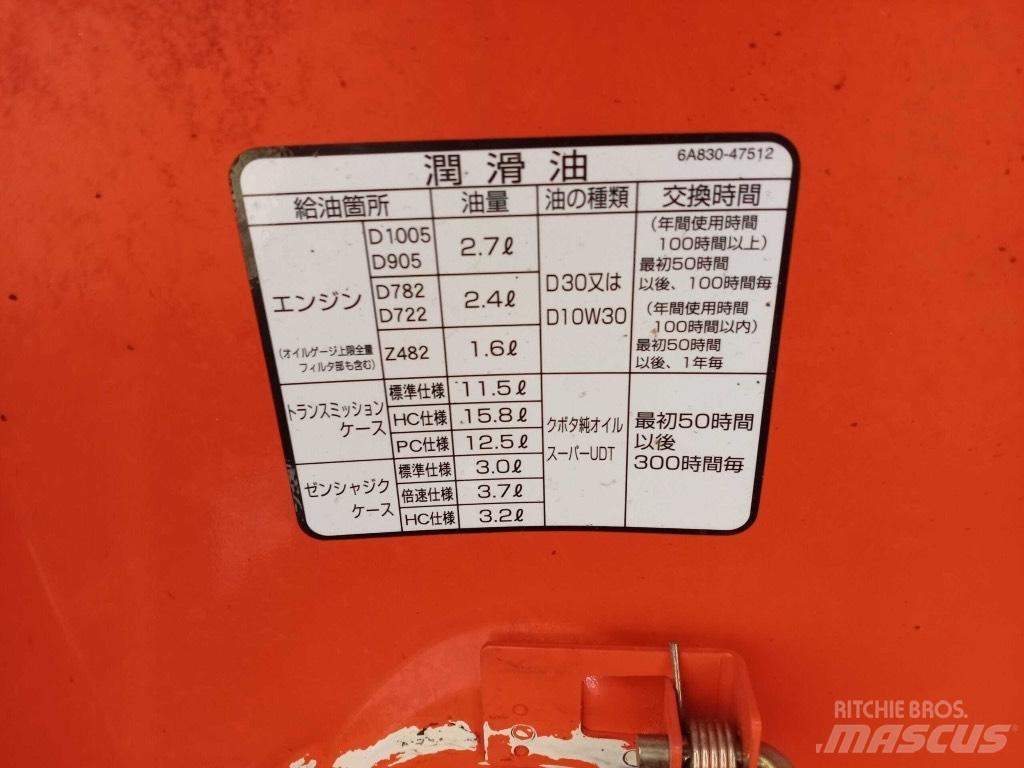 潤滑油 6A830-47512
給油箇所 油量 油の種類 交換時間
エンジン
(オイルゲージ上限全量
フィルタ部も含む)
D1005
D905
2.7ℓ
D782
D722
2.4ℓ
Z482 1.6ℓ
D30又は
D10W30
(年間使用時間
100時間以上)
最初50時間
以後、100時間毎
(年間使用時間
100時間以内)
最初50時間
以後、1年毎
トランスミッション
ケース
標準仕様 11.5ℓ
HC仕様 15.8ℓ
PC仕様 12.5ℓ
ゼンシャジク
ケース
標準仕様 3.0ℓ
倍速仕様 3.7ℓ
HC仕様 3.2ℓ
クボタ純オイル
スーパーUDT
最初50時間
以後
300時間毎
RITCHIE BROS.
MASCUS